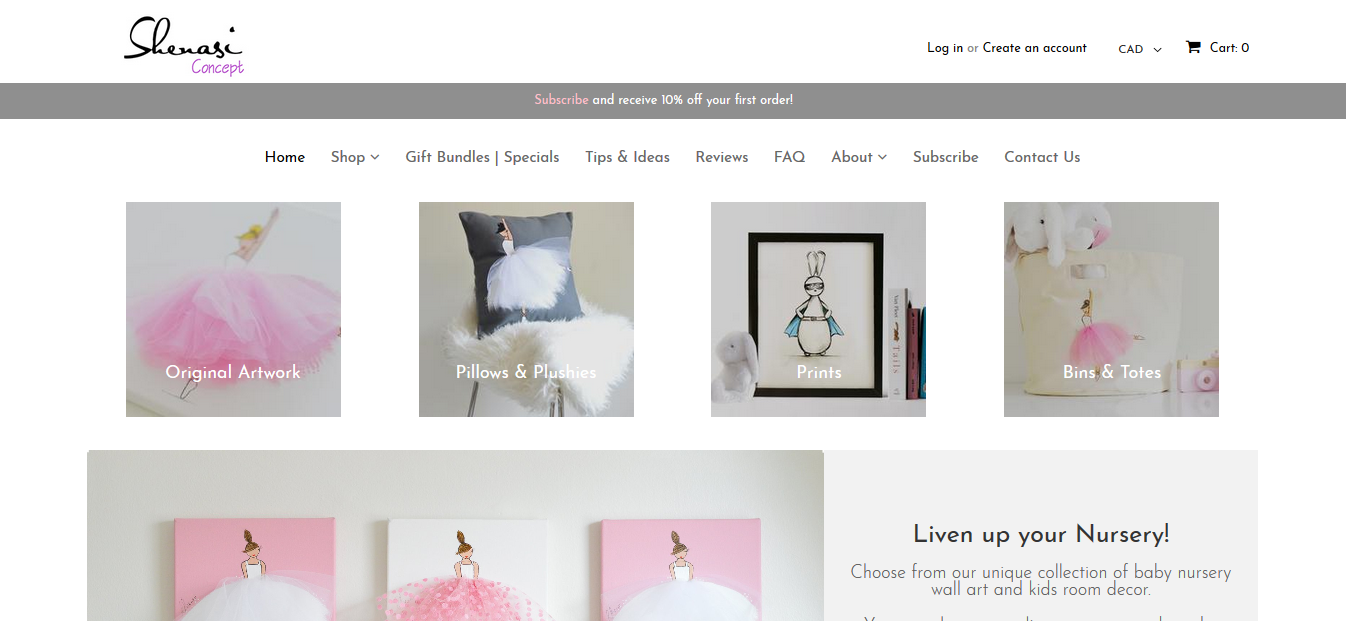 Shenasi
Concept
Log in or Create an account
CAD
Cart: 0
Subscribe and receive 10% off your first order!
Home
Shop
Gift Bundles | Specials
Tips & Ideas
Reviews
FAQ
About
Subscribe
Contact Us
Original Artwork
Pillows & Plushies
Prints
Bins & Totes
Liven up your Nursery!
Choose from our unique collection of baby nursery
wall art and kids room decor.